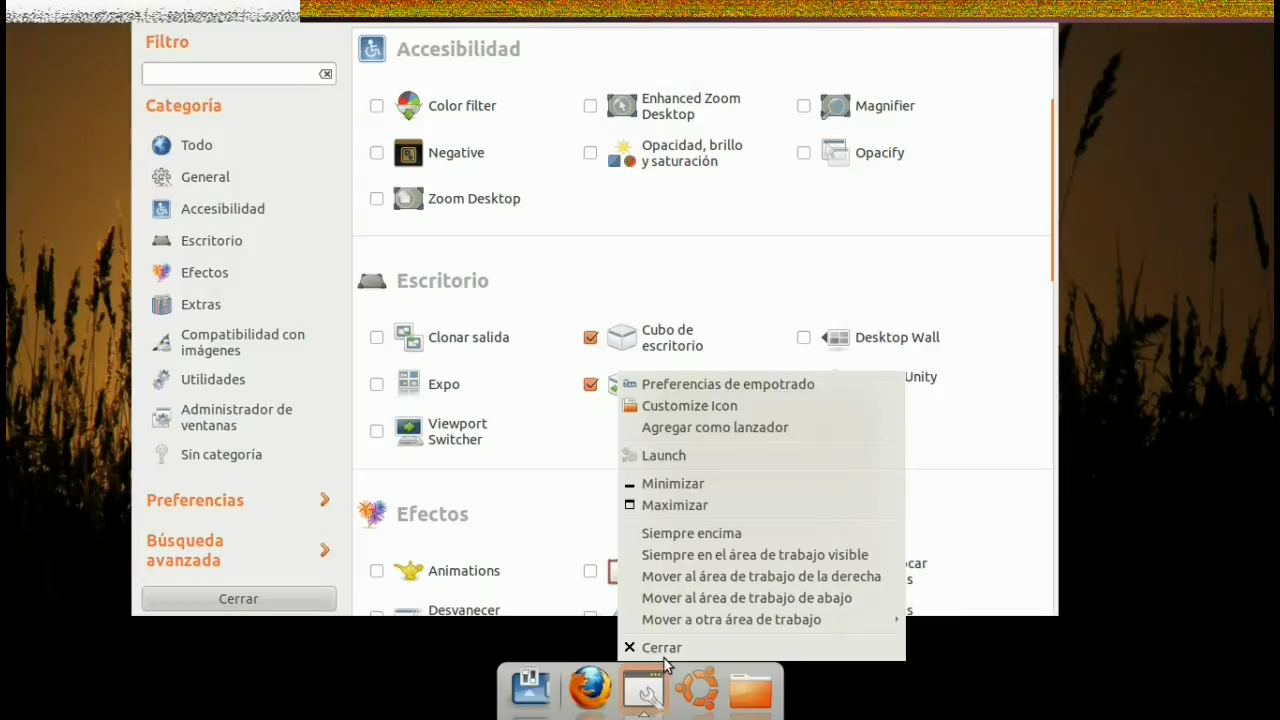 Filtro
Categoría
Todo
General
Accesibilidad
Escritorio
Efectos
Extras
Compatibilidad con
imágenes
Utilidades
Administrador de
ventanas
Sin categoría
Preferencias
Búsqueda
avanzada
Cerrar
Accesibilidad
Color filter
Enhanced Zoom
Desktop
Magnifier
Negative
Opacidad, brillo
y saturación
Opacify
Zoom Desktop
Escritorio
Clonar salida
Cubo de
escritorio
Desktop Wall
Expo
Unity
Viewport
Switcher
Efectos
Animations
Desvanecer
Preferencias de empotrado
Customize Icon
Agregar como lanzador
Launch
Minimizar
Maximizar
Siempre encima
Siempre en el área de trabajo visible
Mover al área de trabajo de la derecha
Mover al área de trabajo de abajo
Mover a otra área de trabajo
Cerrar